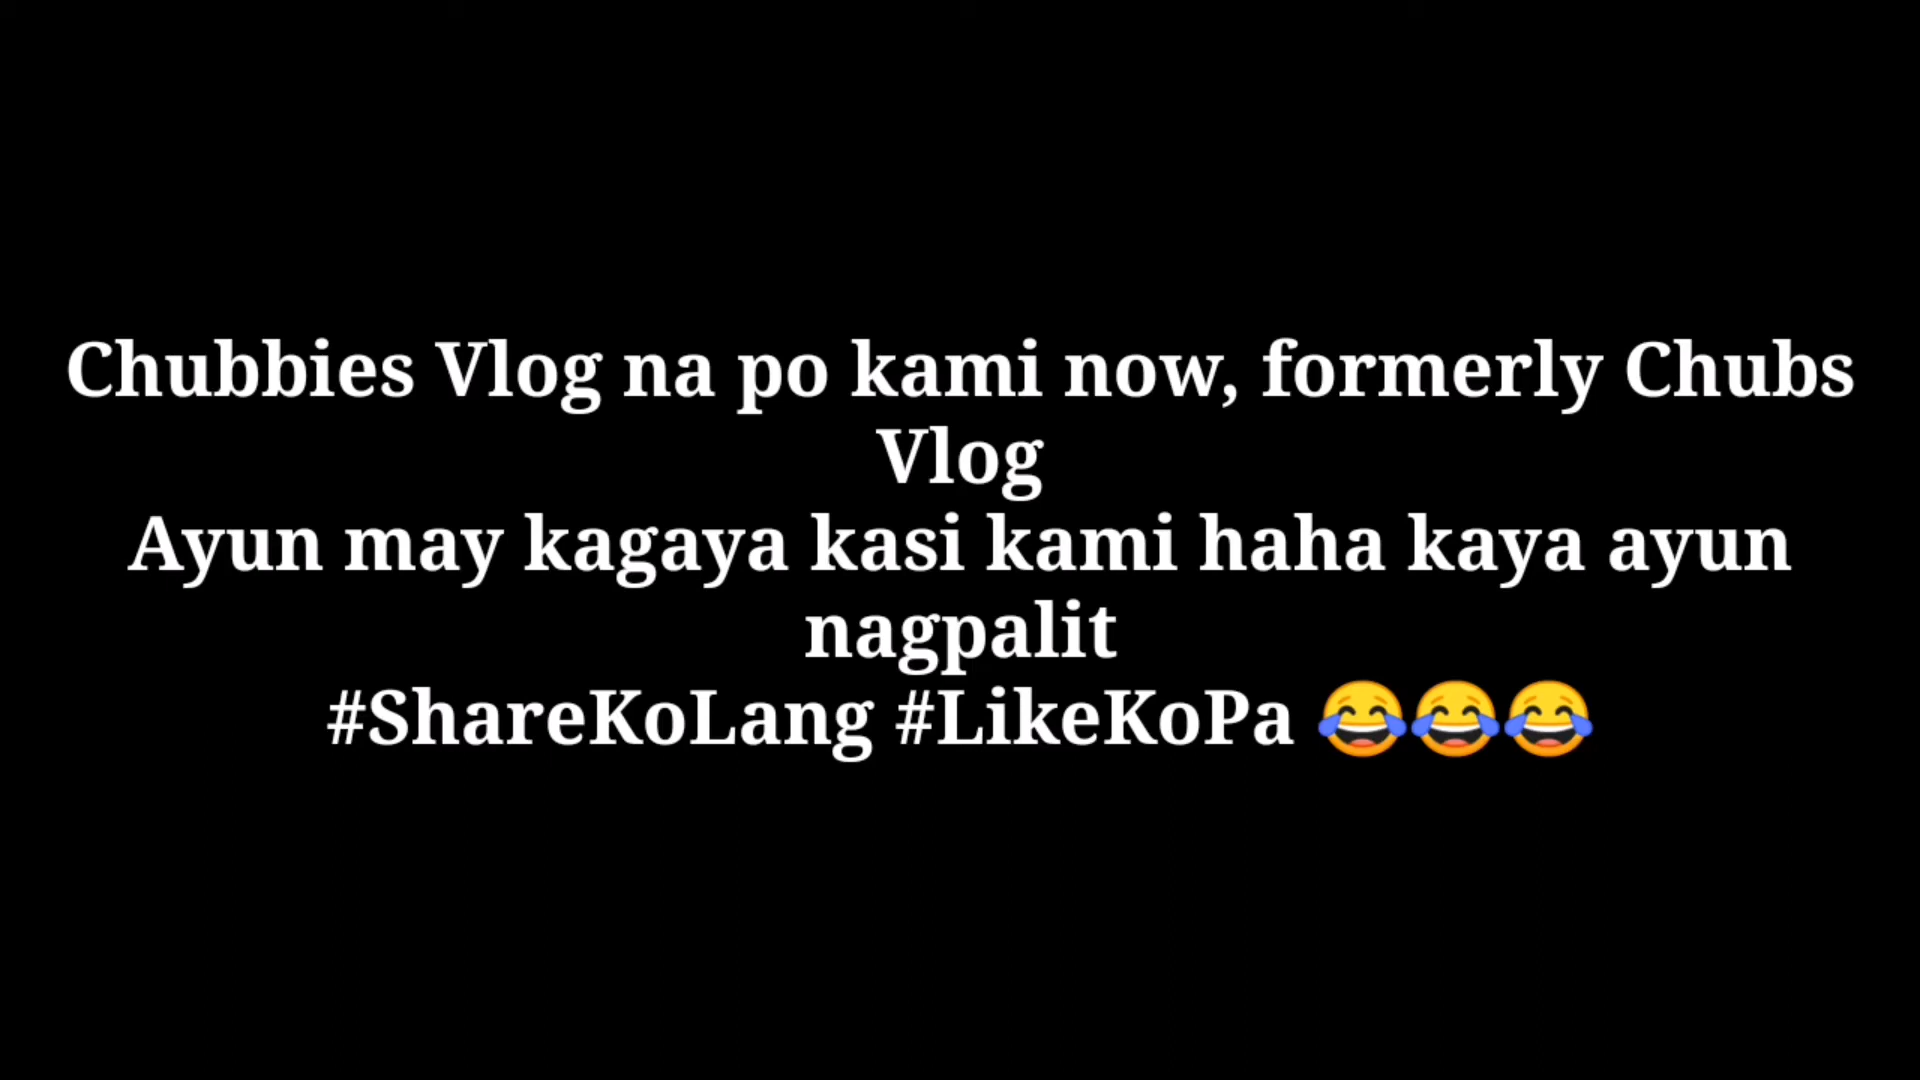 Chubbies Vlog na po kami now, formerly Chubs
Vlog
Ayun may kagaya kasi kami haha kaya ayun
nagpalit
#ShareKoLang #LikeKoPa 😂😂😂